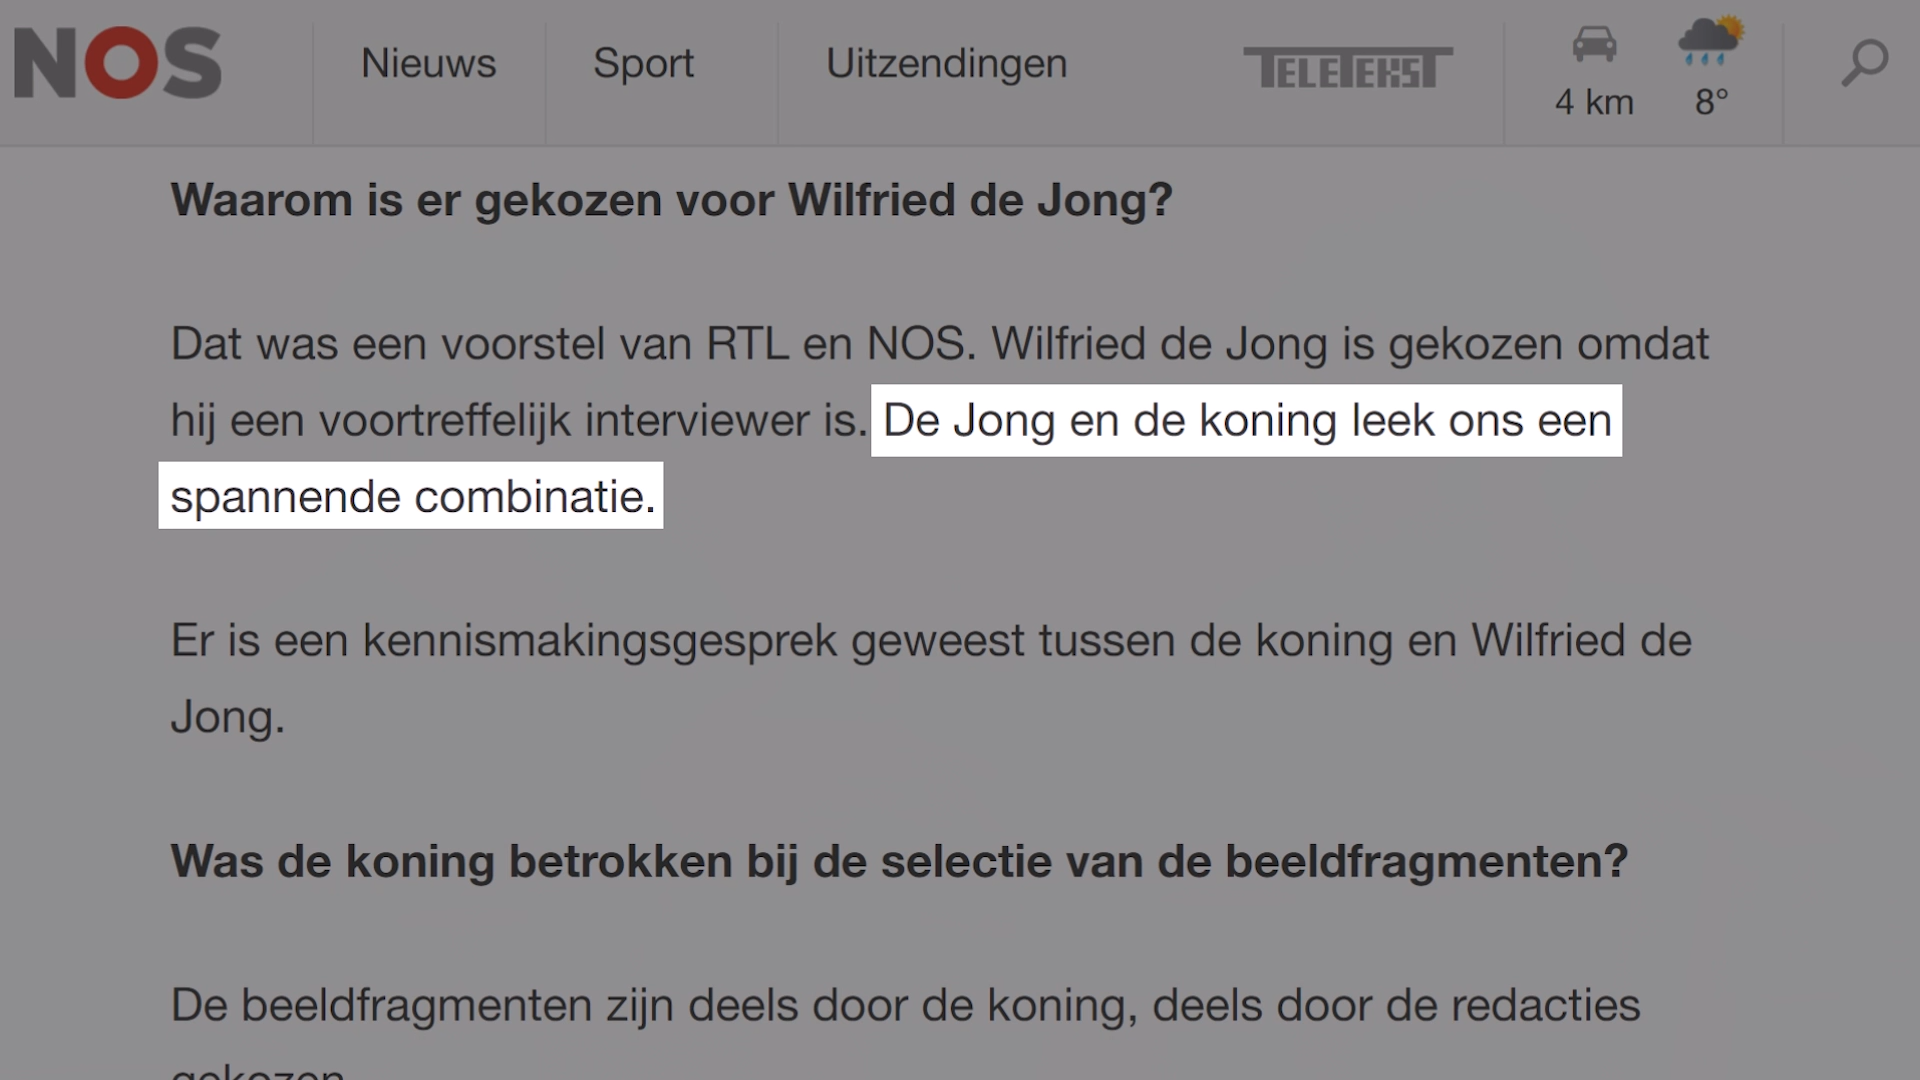 NOS
Nieuws
Sport
Uitzendingen
TELETEKST
4 km
8°
Waarom is er gekozen voor Wilfried de Jong?
Dat was een voorstel van RTL en NOS. Wilfried de Jong is gekozen omdat
hij een voortreffelijk interviewer is. De Jong en de koning leek ons een
spannende combinatie.
Er is een kennismakingsgesprek geweest tussen de koning en Wilfried de
Jong.
Was de koning betrokken bij de selectie van de beeldfragmenten?
De beeldfragmenten zijn deels door de koning, deels door de redacties
gekozen